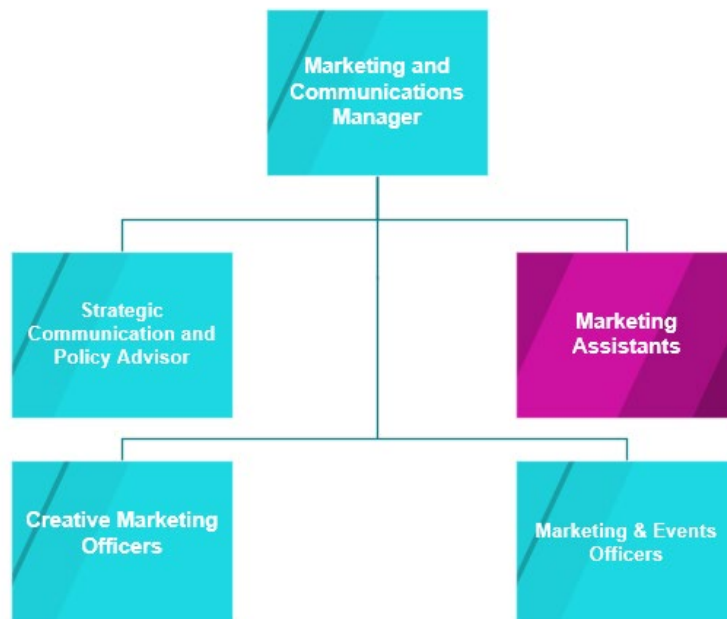 Marketing and
Communications
Manager
Strategic
Communication and
Policy Advisor
Marketing
Assistants
Creative Marketing
Officers
Marketing & Events
Officers